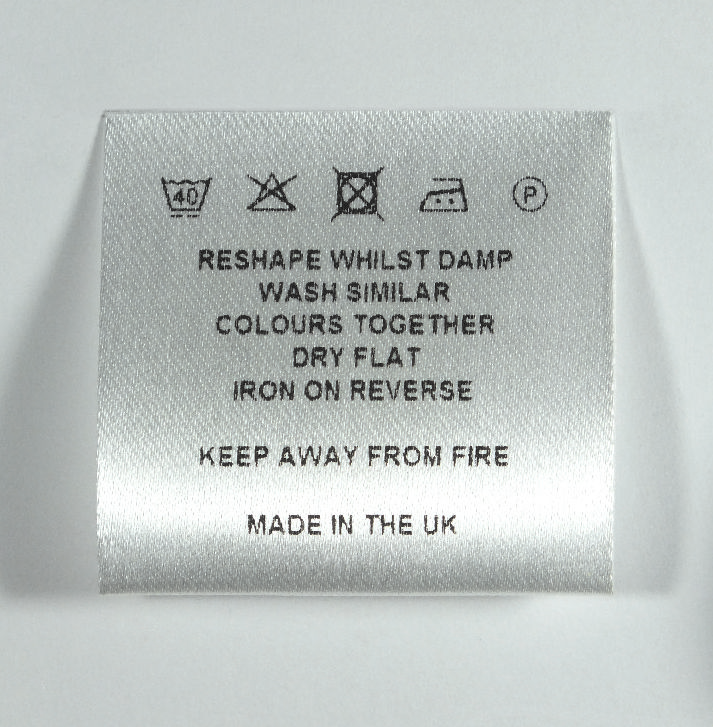 40 P
RESHAPE WHILST DAMP
WASH SIMILAR
COLOURS TOGETHER
DRY FLAT
IRON ON REVERSE
KEEP AWAY FROM FIRE
MADE IN THE UK